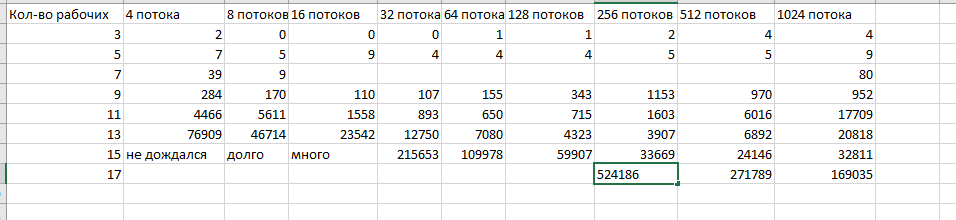 Кол-во рабочих 4 потока 8 потоков 16 потоков 32 потока 64 потока 128 потоков 256 потоков 512 потоков 1024 потока
3 2 0 0 0 1 1 2 4 4
5 7 5 9 4 4 4 5 5 9
7 39 9 80
9 284 170 110 107 155 343 1153 970 952
11 4466 5611 1558 893 650 715 1603 6016 17709
13 76909 46714 23542 12750 7080 4323 3907 6892 20818
15 не дождался долго много 215653 109978 59907 33669 24146 32811
17 524186 271789 169035